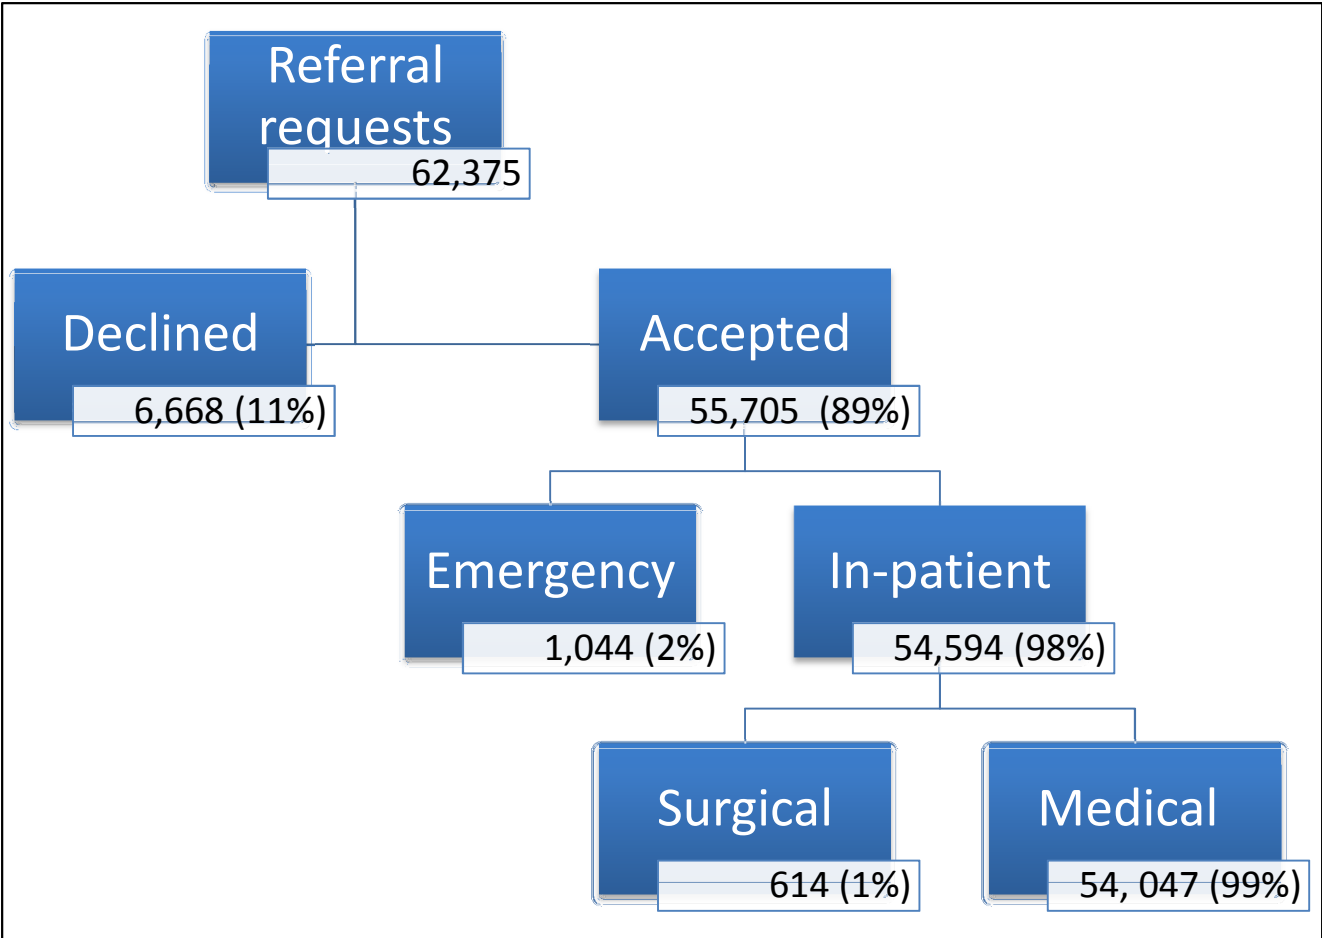 Referral
requests
62,375
Declined
6,668 (11%)
Accepted
55,705 (89%)
Emergency
1,044 (2%)
In-patient
54,594 (98%)
Surgical
614 (1%)
Medical
54, 047 (99%)